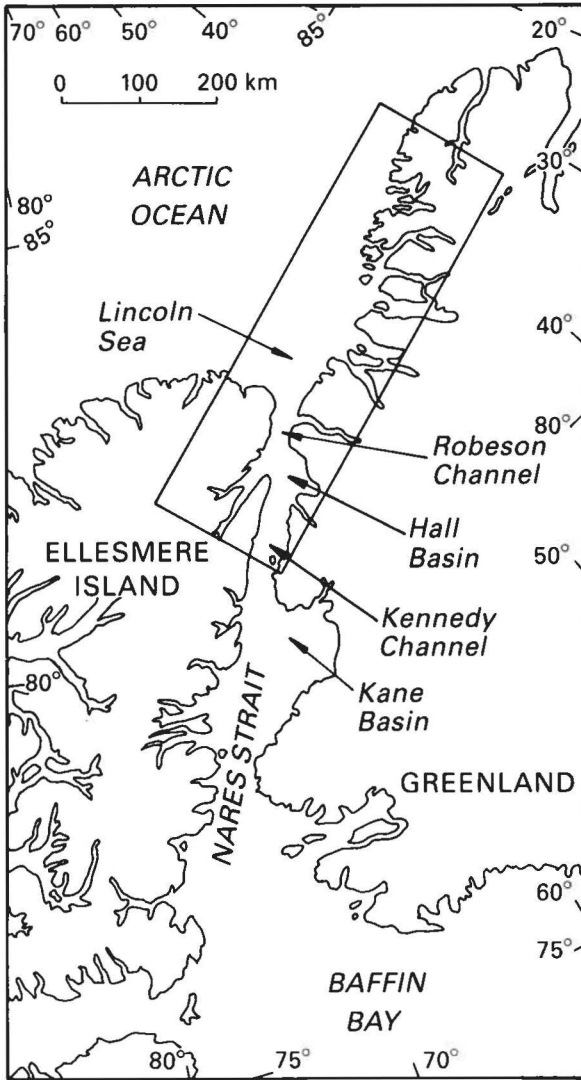 70° 60° 50° 40° 85° 20°
0 100 200 km
30°
ARCTIC
OCEAN
80°
85°
Lincoln
Sea
40°
80°
Robeson
Channel
Hall
Basin
ELLESMERE
ISLAND
50°
Kennedy
Channel
80°
Kane
Basin
NARES STRAIT
GREENLAND
60°
75°
BAFFIN
BAY
80° 75° 70°